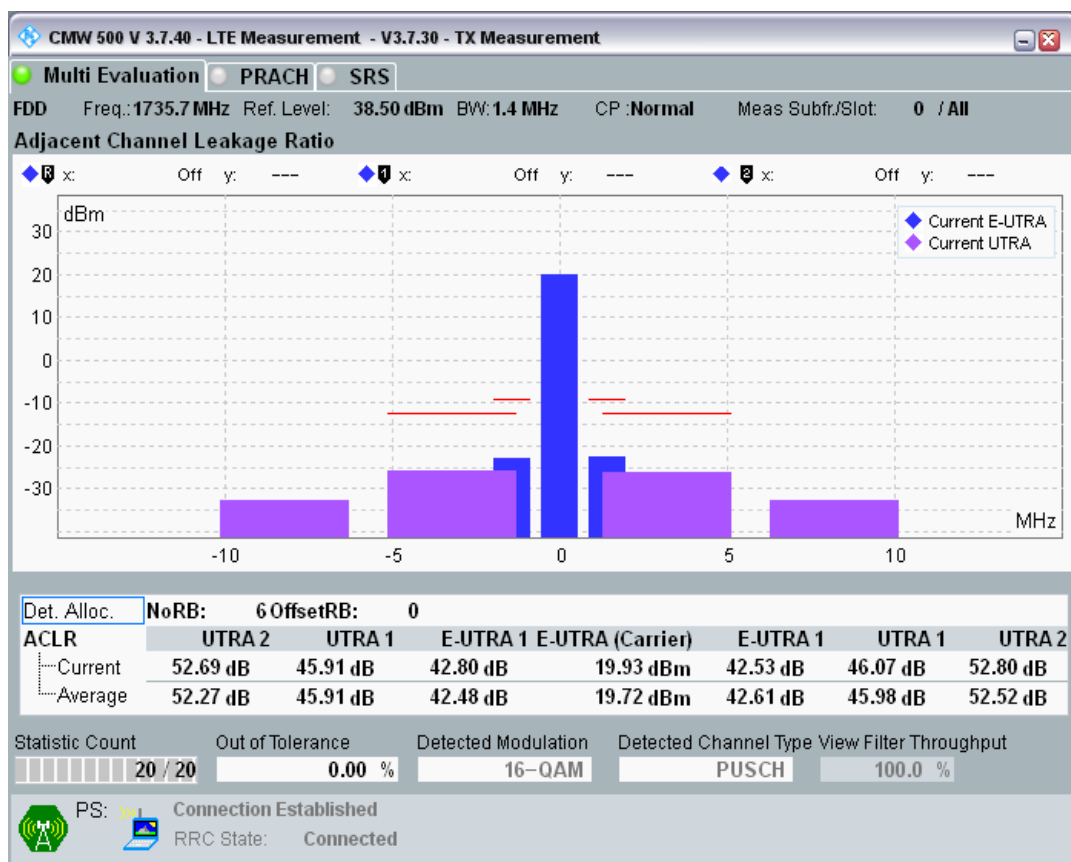 CMW 500 V 3.7.40 - LTE Measurement - V3.7.30 - TX Measurement
Multi Evaluation PRACH SRS
FDD Freq.: 1735.7 MHz Ref. Level: 38.50 dBm BW: 1.4 MHz CP :Normal Meas Subfr./Slot: 0 / All
Adjacent Channel Leakage Ratio
R x: Off y: --- 1 x: Off y: --- 2 x: Off y: ---
dBm
Current E-UTRA
Current UTRA
30
20
10
0
-10
-20
-30
MHz
-10 -5 0 5 10
Det. Alloc. NoRB: 6 OffsetRB: 0
ACLR UTRA 2 UTRA 1 E-UTRA 1 E-UTRA (Carrier) E-UTRA 1 UTRA 1 UTRA 2
Current 52.69 dB 45.91 dB 42.80 dB 19.93 dBm 42.53 dB 46.07 dB 52.80 dB
Average 52.27 dB 45.91 dB 42.48 dB 19.72 dBm 42.61 dB 45.98 dB 52.52 dB
Statistic Count Out of Tolerance Detected Modulation Detected Channel Type View Filter Throughput
20 / 20 0.00 % 16-QAM PUSCH 100.0 %
PS: Connection Established
RRC State: Connected